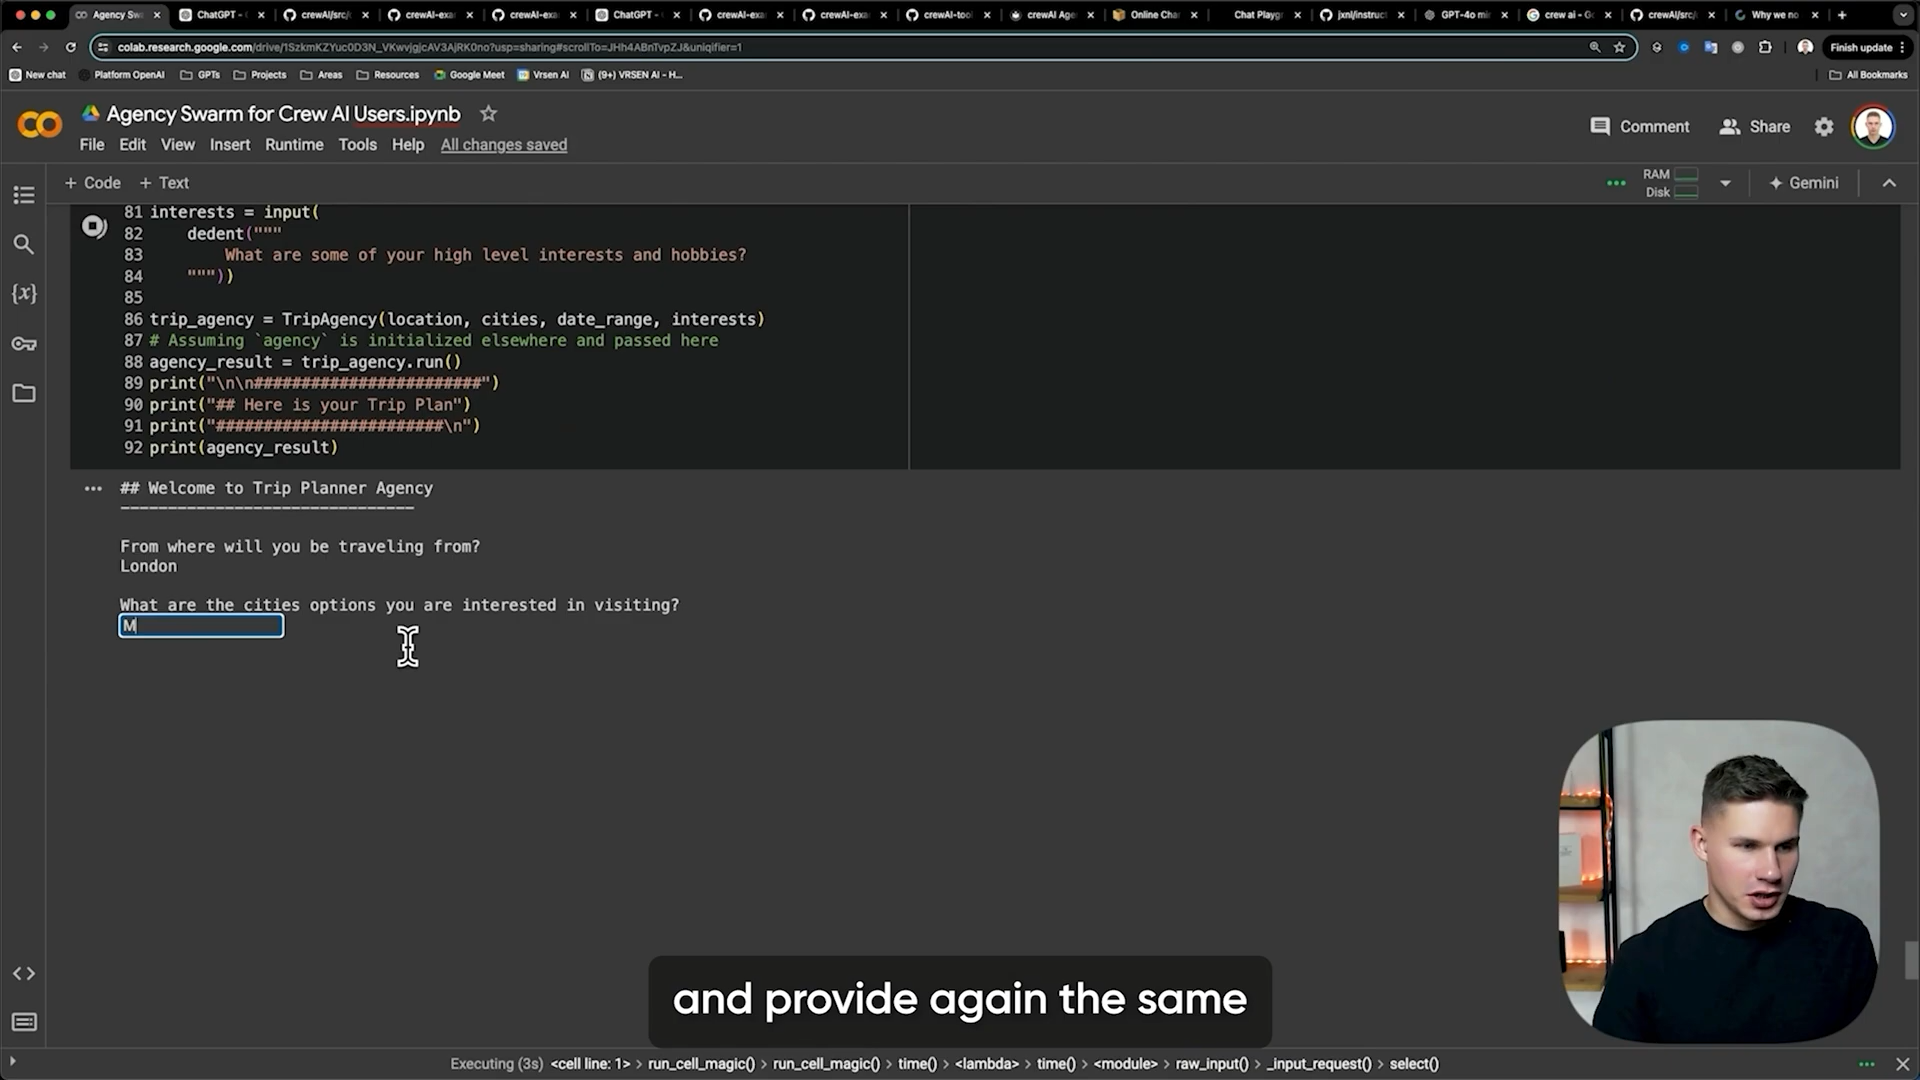 Agency Sw
ChatGPT - (
crewAI/src/
crewAI-exa
crewAI-exa
ChatGPT -
crewAI-exa
crewAI-exa
crewAI-too
crewAI Age
Online Cha
Chat Playg
jxnl/instruct
GPT-4o mi
crew ai - G
crewAI/src/
Why we no
colab.research.google.com/drive/1SzkmKZYuc0D3N_VKwvjgjcAV3AjRK0no?usp=sharing#scrollTo=JHh4ABnTvpZJ&uniqifier=1
Finish update
New chat
Platform OpenAI
GPTs
Projects
Areas
Resources
Google Meet
Vrsen AI
(9+) VRSEN AI - H...
All Bookmarks
CO
Agency Swarm for Crew AI Users.ipynb
File Edit View Insert Runtime Tools Help All changes saved
Comment
Share
+ Code + Text
RAM
Disk
Gemini
81 interests = input(
82 dedent("""
83 What are some of your high level interests and hobbies?
84 """))
85
86 trip_agency = TripAgency(location, cities, date_range, interests)
87 # Assuming `agency` is initialized elsewhere and passed here
88 agency_result = trip_agency.run()
89 print("\n\n########################")
90 print("## Here is your Trip Plan")
91 print("########################\n")
92 print(agency_result)
## Welcome to Trip Planner Agency
-------------------------------
From where will you be traveling from?
London
What are the cities options you are interested in visiting?
M
and provide again the same
Executing (3s) <cell line: 1> > run_cell_magic() > run_cell_magic() > time() > <lambda> > time() > <module> > raw_input() > _input_request() > select()